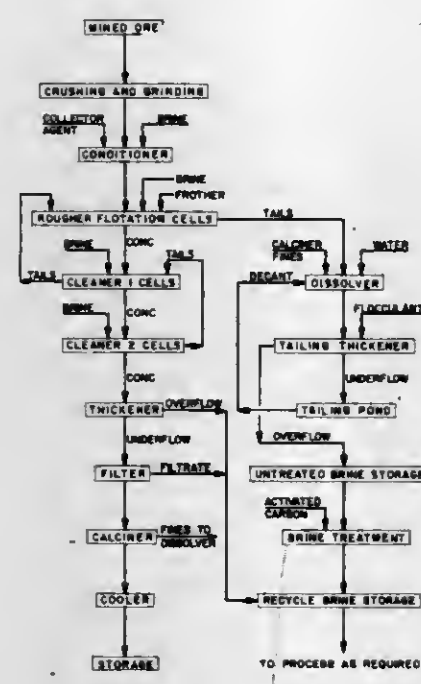 MINED ORE
CRUSHING AND GRINDING
COLLECTOR
AGENT
BRINE
CONDITIONER
BRINE
FROTHER
ROUGHER FLOTATION CELLS
TAILS
CONC
BRINE
TAILS
CALCINER
FINES
WATER
TAILS
CLEANER 1 CELLS
DECANT
DISSOLVER
BRINE
CONC
FLOCCULANT
CLEANER 2 CELLS
TAILING THICKENER
CONC
UNDERFLOW
THICKENER
OVERFLOW
TAILING POND
UNDERFLOW
OVERFLOW
FILTER
FILTRATE
UNTREATED BRINE STORAGE
ACTIVATED
CARBON
CALCINER
FINES TO
DISSOLVER
BRINE TREATMENT
COOLER
RECYCLE BRINE STORAGE
STORAGE
TO PROCESS AS REQUIRED